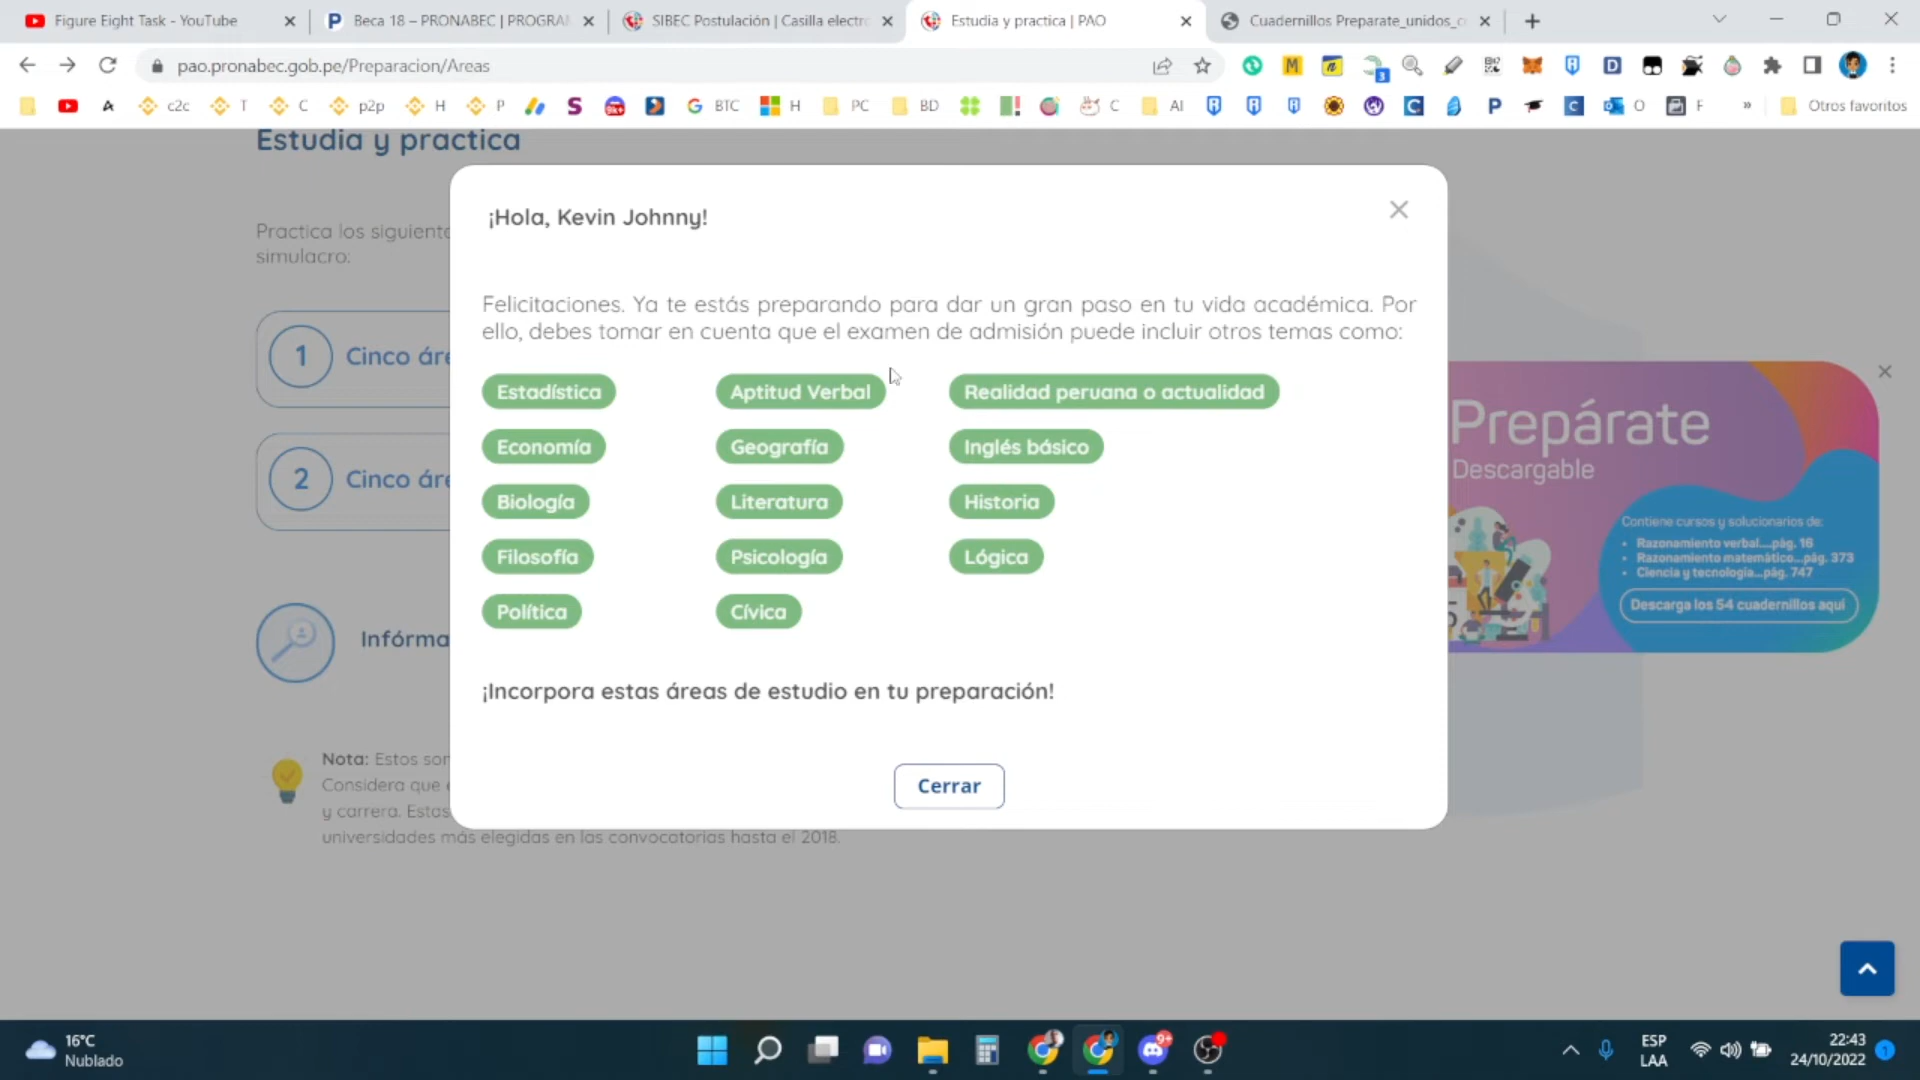 Figure Eight Task - YouTube
Beca 18 – PRONABEC | PROGRA
SIBEC Postulación | Casilla electr
Estudia y practica | PAO
Cuadernillos Preparate_unidos_c
pao.pronabec.gob.pe/Preparacion/Areas
c2c
T
C
p2p
H
P
BTC
H
PC
BD
C
AI
O
F
»
Otros favoritos
Estudia y practica
Practica los siguiente
simulacro:
1 Cinco áre
2 Cinco áre
Infórma
Nota: Estos son
Considera que
y carrera. Estas
universidades más elegidas en las convocatorias hasta el 2018.
¡Hola, Kevin Johnny!
Felicitaciones. Ya te estás preparando para dar un gran paso en tu vida académica. Por
ello, debes tomar en cuenta que el examen de admisión puede incluir otros temas como:
Estadística Aptitud Verbal Realidad peruana o actualidad
Economía Geografía Inglés básico
Biología Literatura Historia
Filosofía Psicología Lógica
Política Cívica
¡Incorpora estas áreas de estudio en tu preparación!
Cerrar
Prepárate
Descargable
Contiene cursos y solucionarios de:
• Razonamiento verbal....pág. 16
• Razonamiento matemático...pág. 373
• Ciencia y tecnología...pág. 747
Descarga los 54 cuadernillos aquí
16°C
Nublado
ESP
LAA
22:43
24/10/2022
1